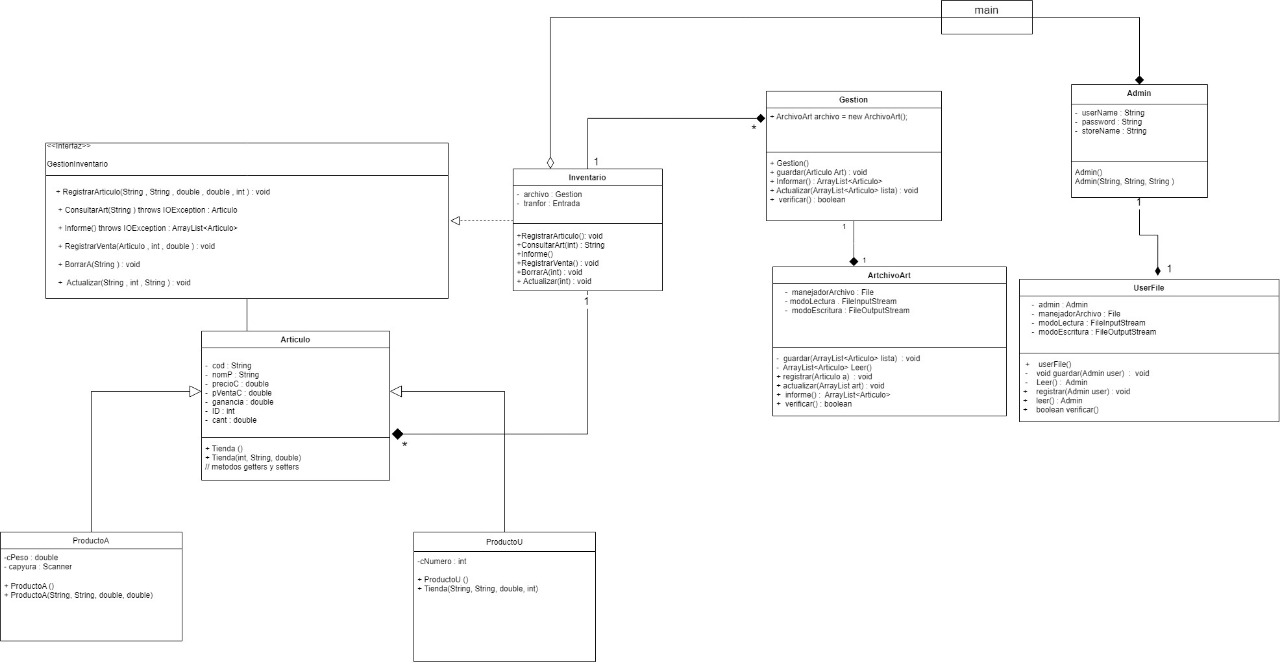 main
<<Interfaz>>
GestionInventario
+ RegistrarArticulo(String , String , double , double , int ) : void
+ ConsultarArt(String ) throws IOException : Articulo
+ Informe() throws IOException : ArrayList<Articulo>
+ RegistrarVenta(Articulo , int , double ) : void
+ BorrarA(String ) : void
+ Actualizar(String , int , String ) : void
Inventario
- archivo : Gestion
- tranfor : Entrada
+RegistrarArticulo(): void
+ConsultarArt(int) : String
+Informe()
+RegistrarVenta() : void
+BorrarA(int) : void
+ Actualizar(int) : void
1
1
*
Gestion
+ ArchivoArt archivo = new ArchivoArt();
+ Gestion()
+ guardar(Articulo Art) : void
+ Informar() : ArrayList<Articulo>
+ Actualizar(ArrayList<Articulo> lista) : void
+ verificar() : boolean
1
1
Admin
- userName : String
- password : String
- storeName : String
Admin()
Admin(String, String, String )
1
1
ArtchivoArt
- manejadorArchivo : File
- modoLectura : FileInputStream
- modoEscritura : FileOutputStream
- guardar(ArrayList<Articulo> lista) : void
- ArrayList<Articulo> Leer()
+ registrar(Articulo a) : void
+ actualizar(ArrayList art) : void
+ informe() : ArrayList<Articulo>
+ verificar() : boolean
UserFile
- admin : Admin
- manejadorArchivo : File
- modoLectura : FileInputStream
- modoEscritura : FileOutputStream
+ userFile()
- void guardar(Admin user) : void
- Leer() : Admin
+ registrar(Admin user) : void
+ leer() : Admin
+ boolean verificar()
Articulo
- cod : String
- nomP : String
- precioC : double
- pVentaC : double
- ganancia : double
- ID : int
- cant : double
+ Tienda ()
+ Tienda(int, String, double)
// metodos getters y setters
*
ProductoA
-cPeso : double
- capyura : Scanner
+ ProductoA ()
+ ProductoA(String, String, double, double)
ProductoU
-cNumero : int
+ ProductoU ()
+ Tienda(String, String, double, int)